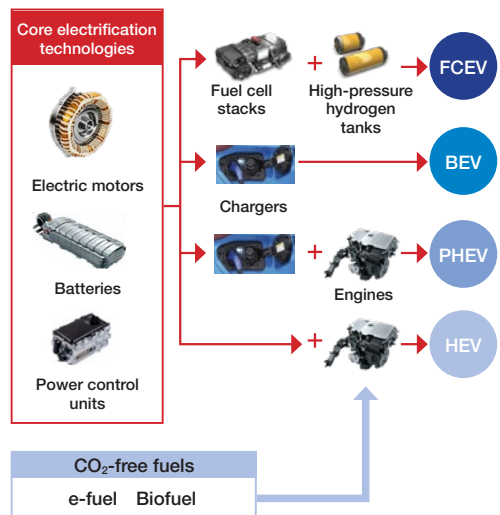 Core electrification
technologies
Electric motors
Batteries
Power control
units
Fuel cell
stacks
+
High-pressure
hydrogen
tanks
FCEV
Chargers
BEV
+
Engines
PHEV
+
HEV
CO₂-free fuels
e-fuel Biofuel